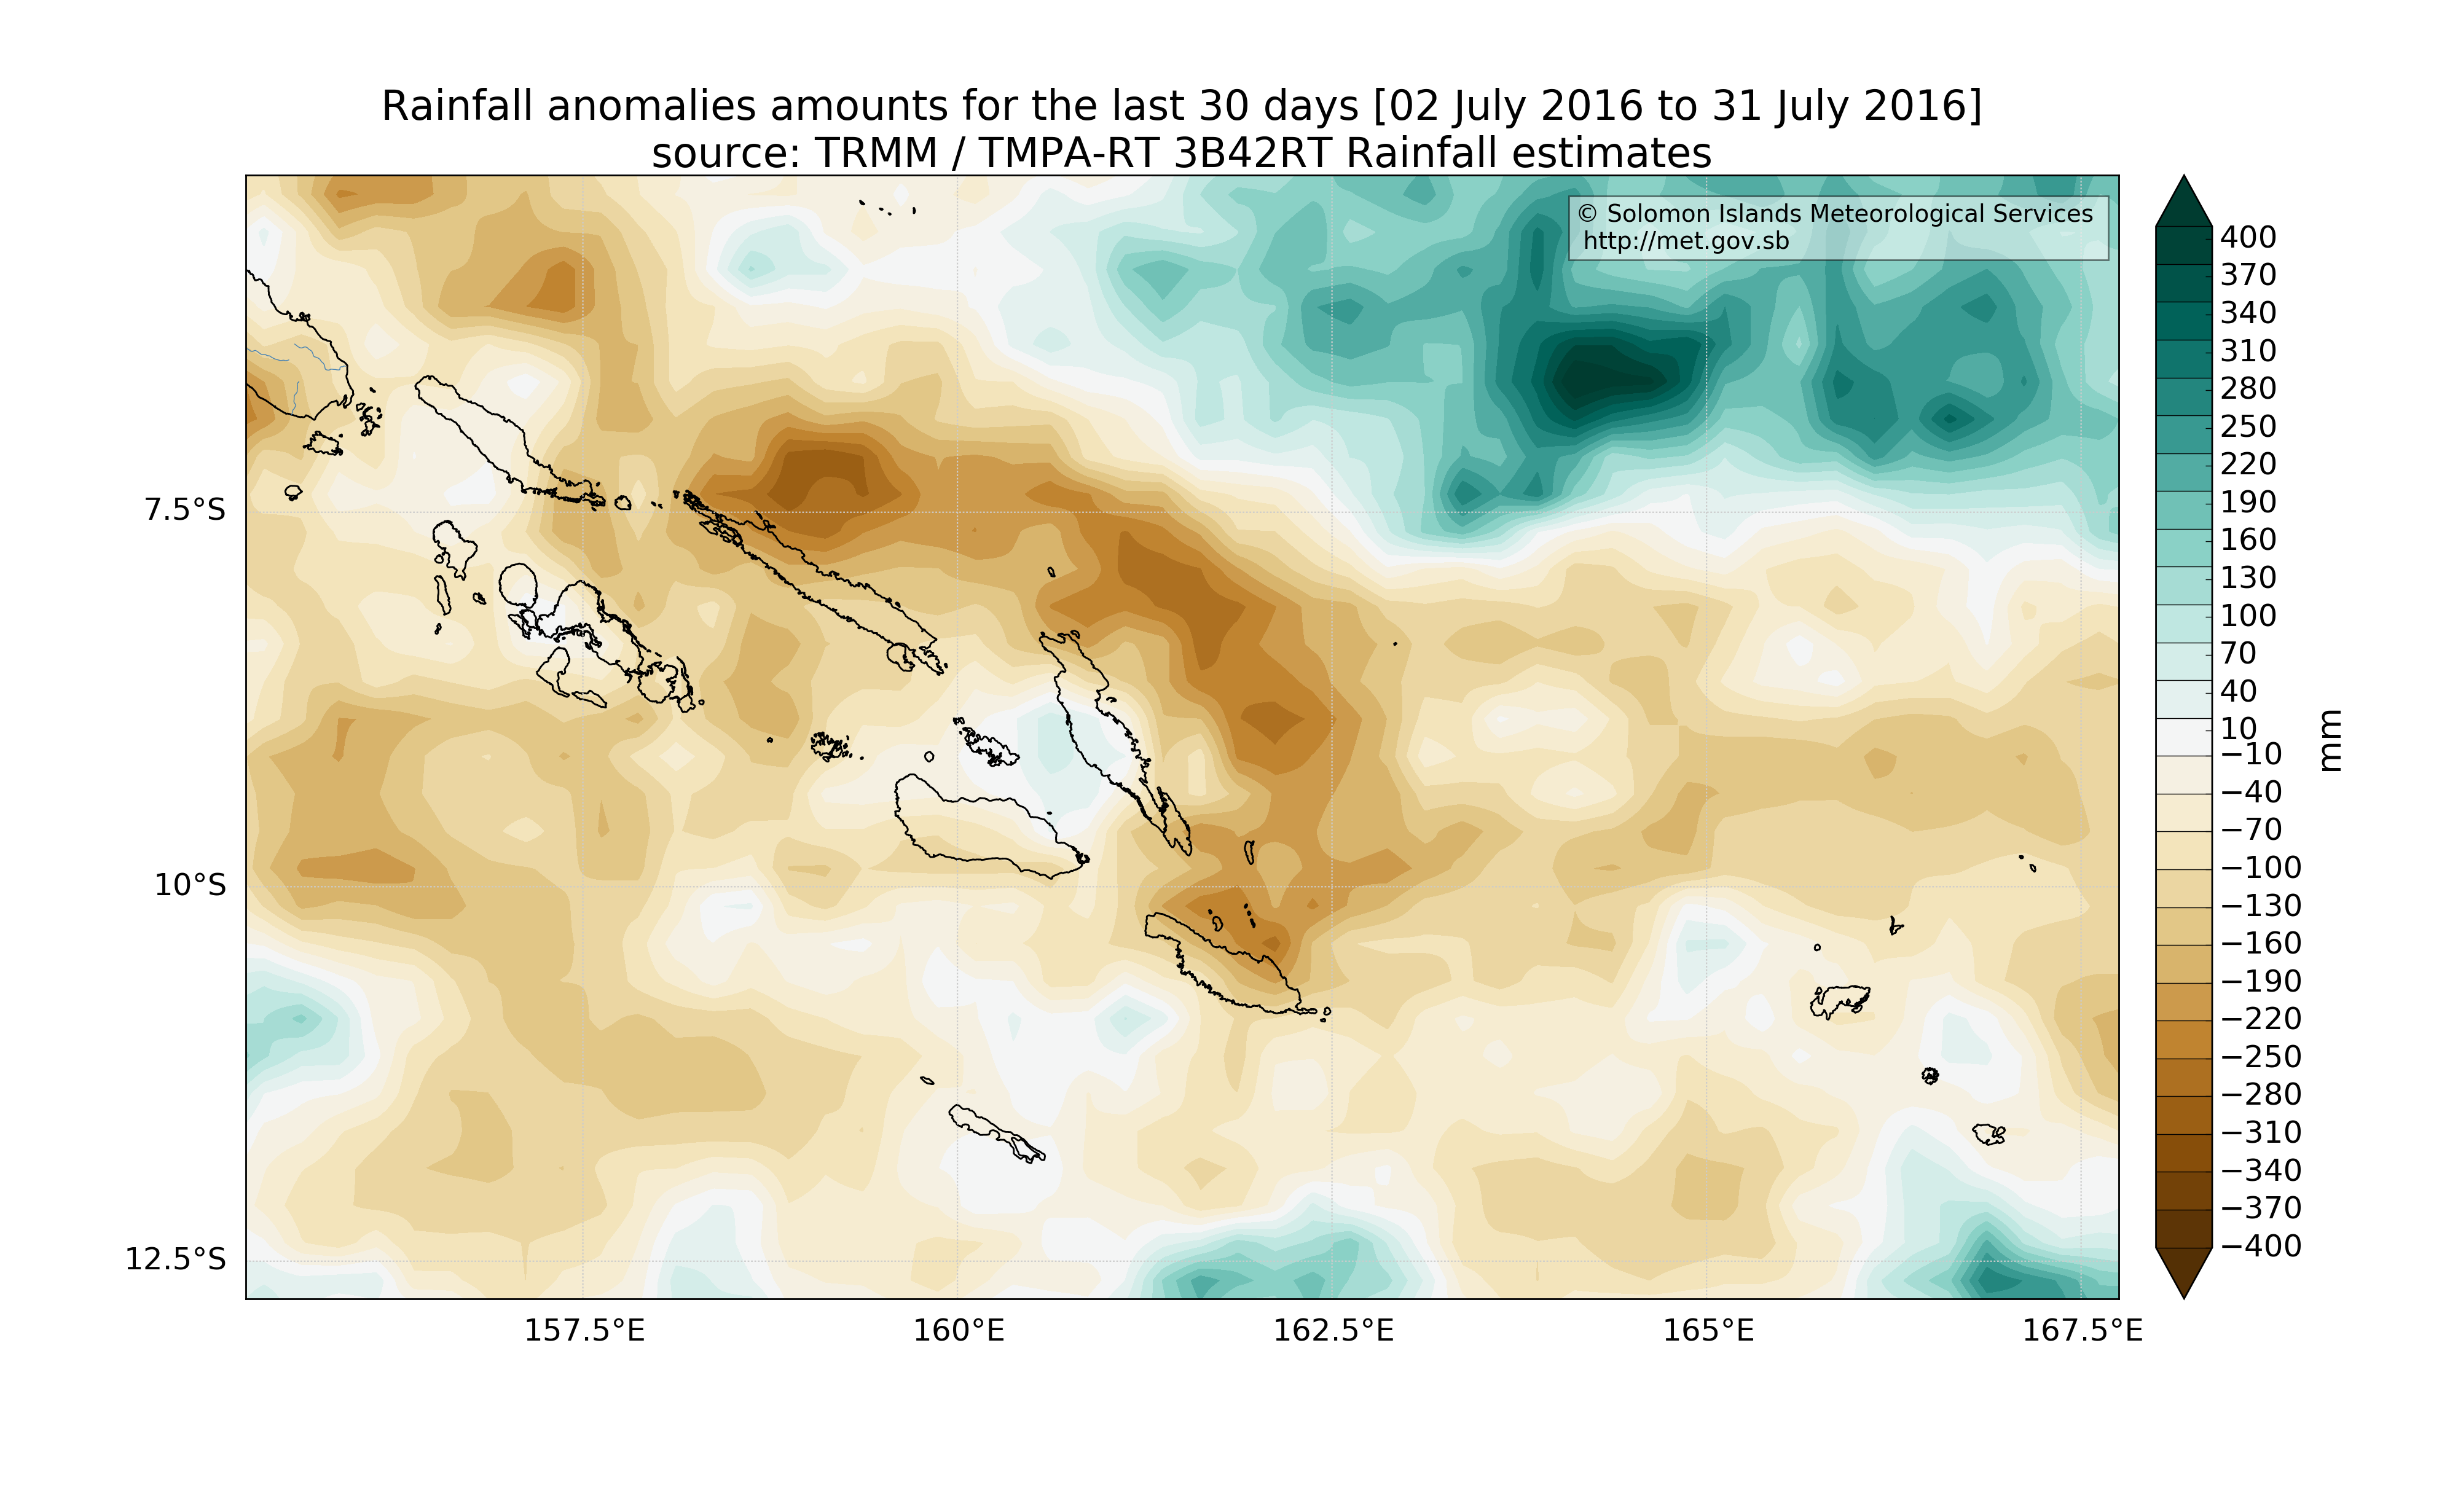 Rainfall anomalies amounts for the last 30 days [02 July 2016 to 31 July 2016]
source: TRMM / TMPA-RT 3B42RT Rainfall estimates
© Solomon Islands Meteorological Services
http://met.gov.sb
7.5°S
10°S
12.5°S
157.5°E
160°E
162.5°E
165°E
167.5°E
400
370
340
310
280
250
220
190
160
130
100
70
40
10
−10
−40
−70
−100
−130
−160
−190
−220
−250
−280
−310
−340
−370
−400
mm